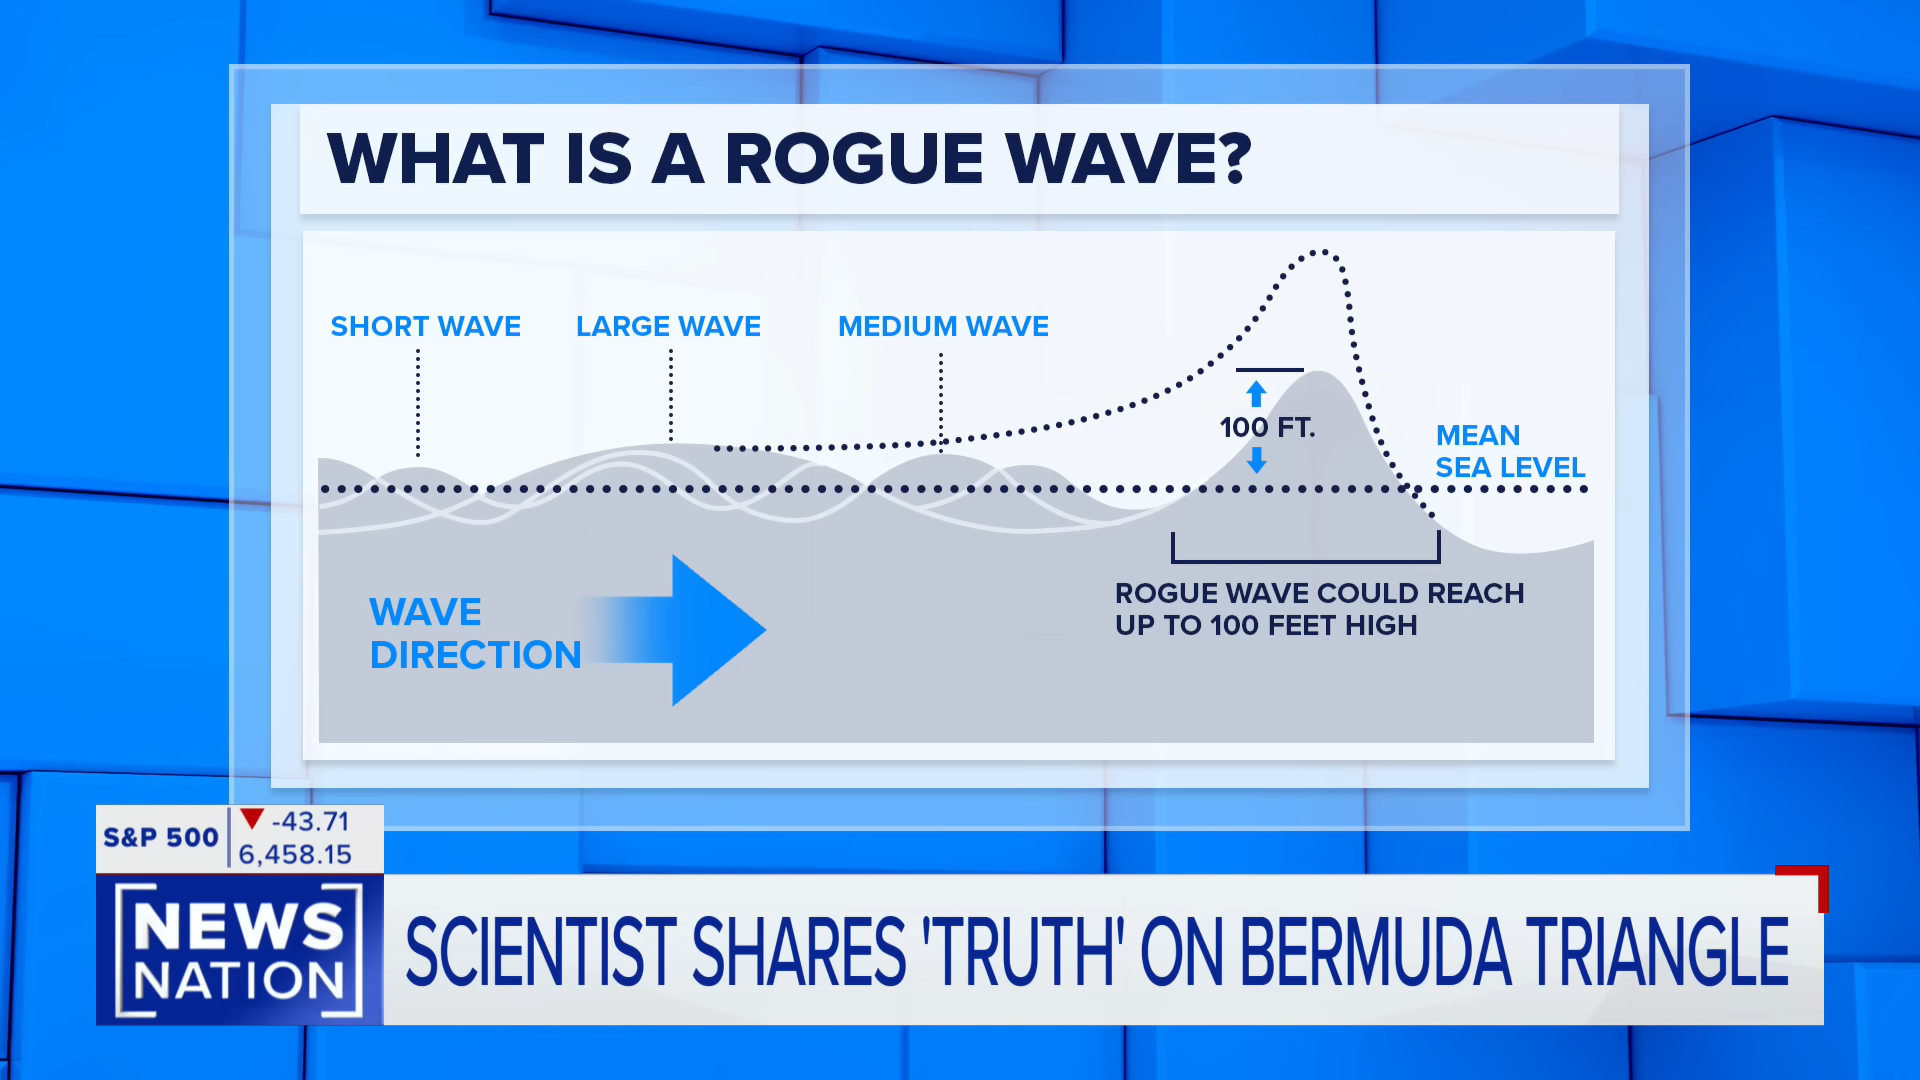 WHAT IS A ROGUE WAVE?
SHORT WAVE
LARGE WAVE
MEDIUM WAVE
100 FT.
MEAN
SEA LEVEL
WAVE
DIRECTION
ROGUE WAVE COULD REACH
UP TO 100 FEET HIGH
S&P 500
-43.71
6,458.15
NEWS
NATION
SCIENTIST SHARES 'TRUTH' ON BERMUDA TRIANGLE